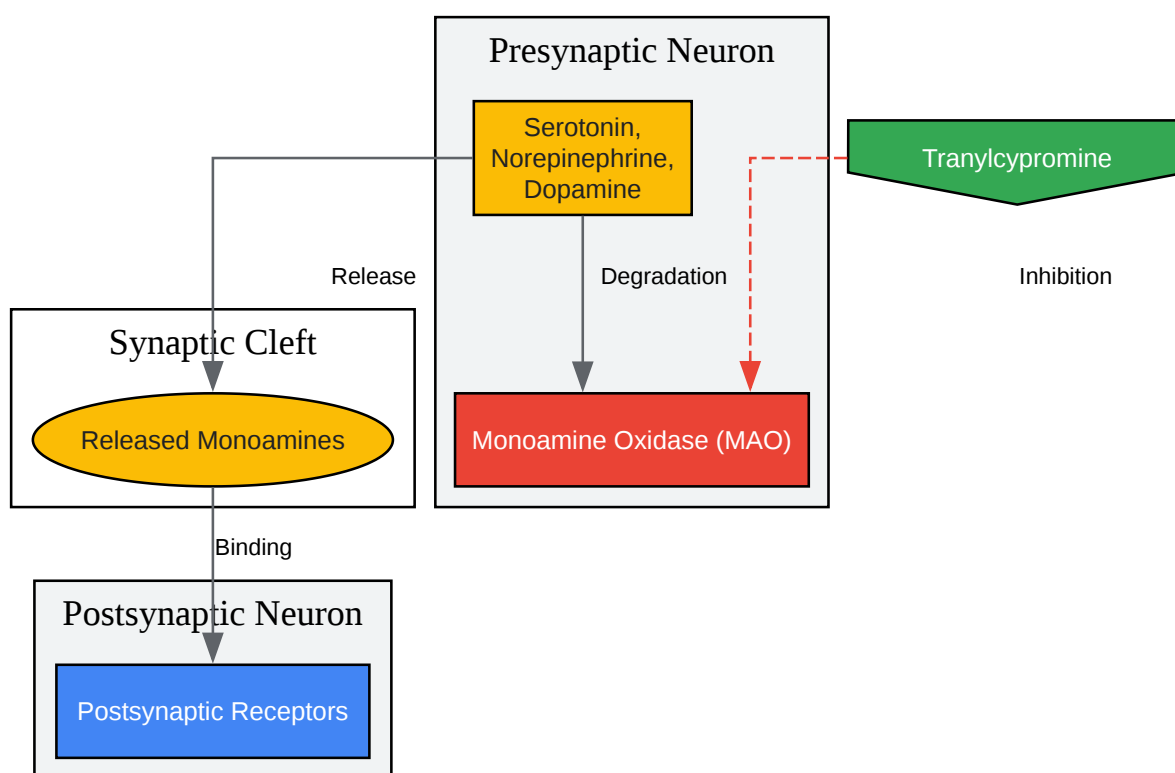 Presynaptic Neuron
Serotonin,
Norepinephrine,
Dopamine
Tranylcypromine
Release
Degradation
Inhibition
Synaptic Cleft
Released Monoamines
Monoamine Oxidase (MAO)
Binding
Postsynaptic Neuron
Postsynaptic Receptors